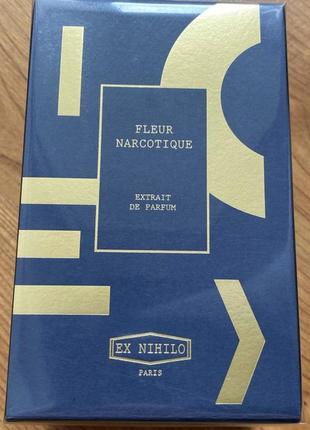 FLEUR
NARCOTIQUE
EXTRAIT
DE PARFUM
EX NIHILO
PARIS